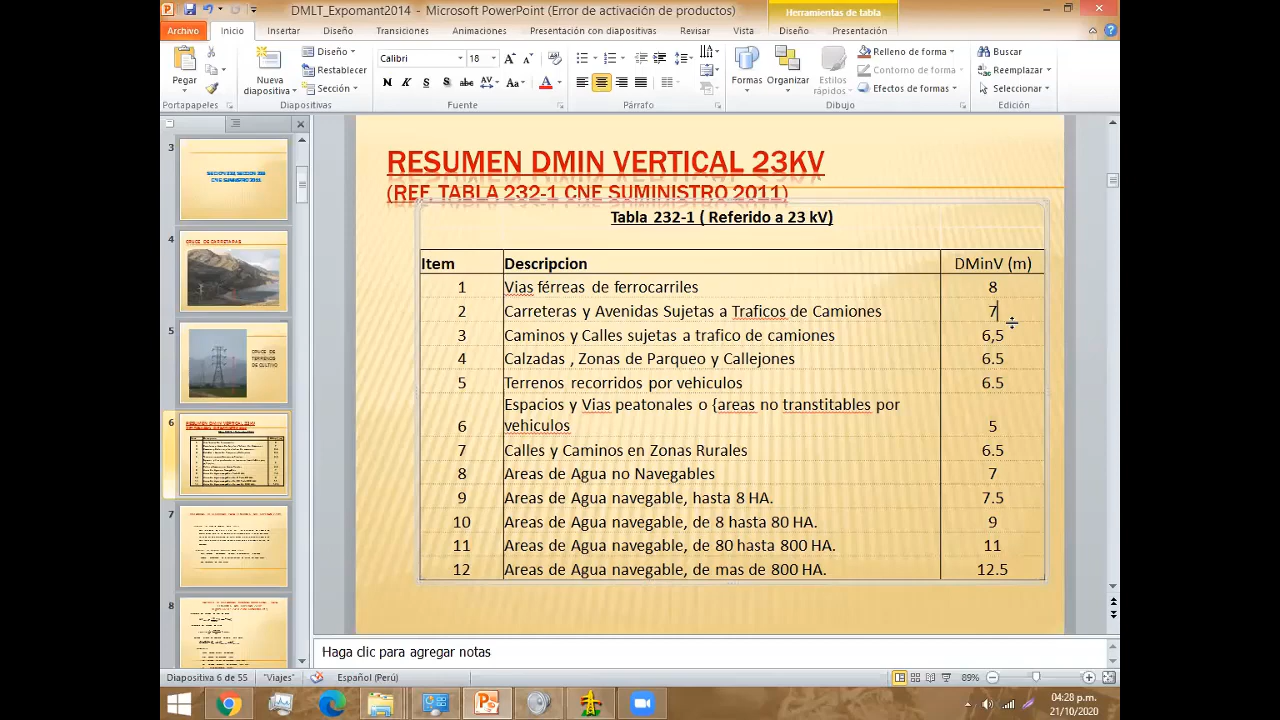 DMLT_Expomant2014 - Microsoft PowerPoint (Error de activación de productos)
Herramientas de tabla
Archivo Inicio Insertar Diseño Transiciones Animaciones Presentación con diapositivas Revisar Vista Diseño Presentación
Pegar
Portapapeles
Nueva diapositiva
Diseño
Restablecer
Sección
Diapositivas
Calibri 18
N K S S abc AV Aa A
Fuente
Párrafo
Formas
Organizar
Estilos rápidos
Relleno de forma
Contorno de forma
Efectos de formas
Dibujo
Buscar
Reemplazar
Seleccionar
Edición
3
4
CRUCE DE CARRETERAS
5
CRUCE DE TERRENOS DE CULTIVO
6
7
8
RESUMEN DMIN VERTICAL 23KV
(REF. TABLA 232-1 CNE SUMINISTRO 2011)
Tabla 232-1 ( Referido a 23 kV)
Item Descripcion DMinV (m)
1 Vias férreas de ferrocarriles 8
2 Carreteras y Avenidas Sujetas a Traficos de Camiones 7
3 Caminos y Calles sujetas a trafico de camiones 6,5
4 Calzadas , Zonas de Parqueo y Callejones 6.5
5 Terrenos recorridos por vehiculos 6.5
Espacios y Vias peatonales o {areas no transtitables por
6 vehiculos 5
7 Calles y Caminos en Zonas Rurales 6.5
8 Areas de Agua no Navegables 7
9 Areas de Agua navegable, hasta 8 HA. 7.5
10 Areas de Agua navegable, de 8 hasta 80 HA. 9
11 Areas de Agua navegable, de 80 hasta 800 HA. 11
12 Areas de Agua navegable, de mas de 800 HA. 12.5
Haga clic para agregar notas
Diapositiva 6 de 55 "Viajes" Español (Perú) 89%
04:28 p.m.
21/10/2020